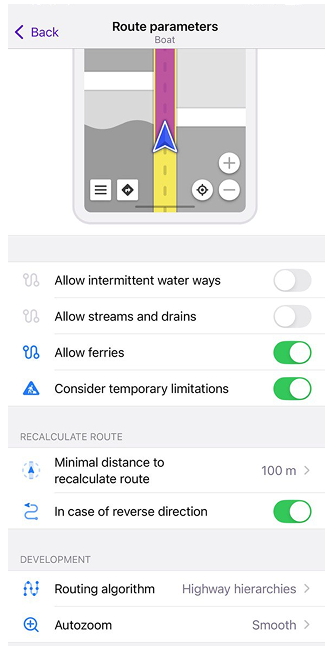 Back
Route parameters
Boat
Allow intermittent water ways
Allow streams and drains
Allow ferries
Consider temporary limitations
RECALCULATE ROUTE
Minimal distance to
recalculate route
100 m
In case of reverse direction
DEVELOPMENT
Routing algorithm Highway hierarchies
Autozoom Smooth